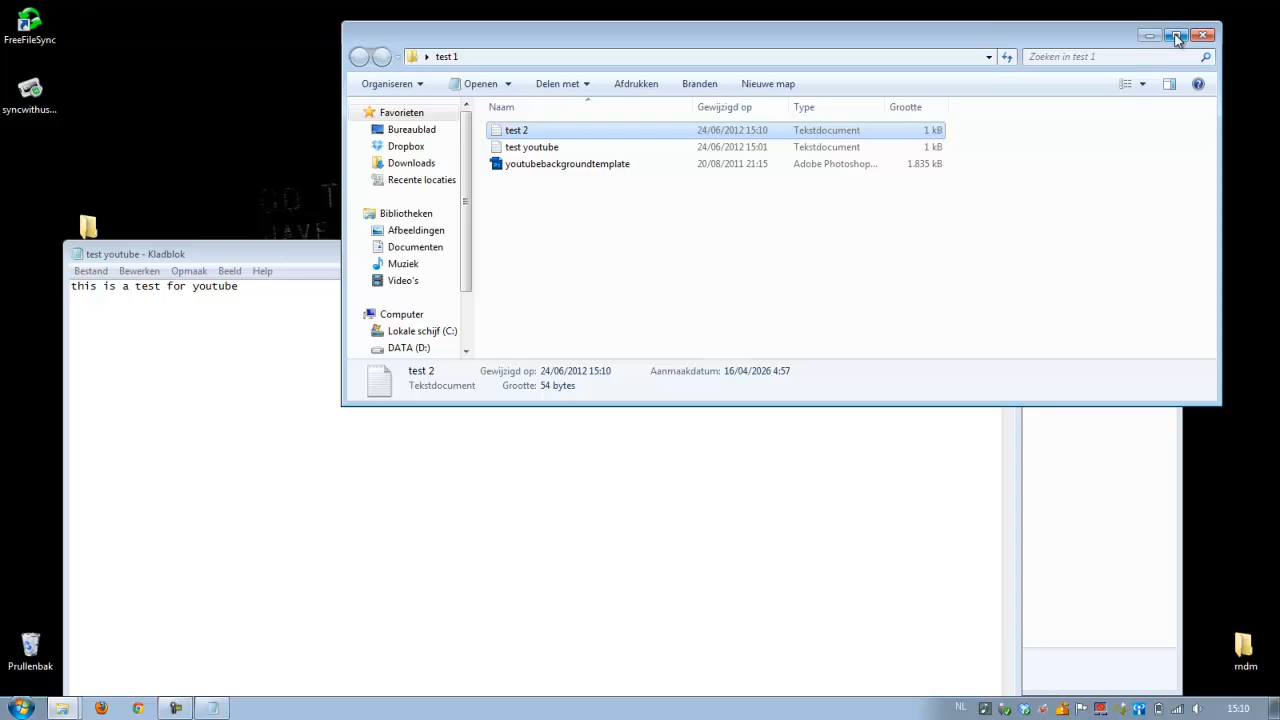 FreeFileSync
syncwithus...
test 1
Zoeken in test 1
Organiseren
Openen
Delen met
Afdrukken
Branden
Nieuwe map
Naam
Gewijzigd op
Type
Grootte
test 2
24/06/2012 15:10
Tekstdocument
1 kB
test youtube
24/06/2012 15:01
Tekstdocument
1 kB
youtubebackgroundtemplate
20/08/2011 21:15
Adobe Photoshop...
1.835 kB
Favorieten
Bureaublad
Dropbox
Downloads
Recente locaties
Bibliotheken
Afbeeldingen
Documenten
Muziek
Video's
Computer
Lokale schijf (C:)
DATA (D:)
test 2
Gewijzigd op: 24/06/2012 15:10
Aanmaakdatum: 16/04/2026 4:57
Tekstdocument
Grootte: 54 bytes
test youtube - Kladblok
Bestand
Bewerken
Opmaak
Beeld
Help
this is a test for youtube
Prullenbak
rndm
NL
15:10